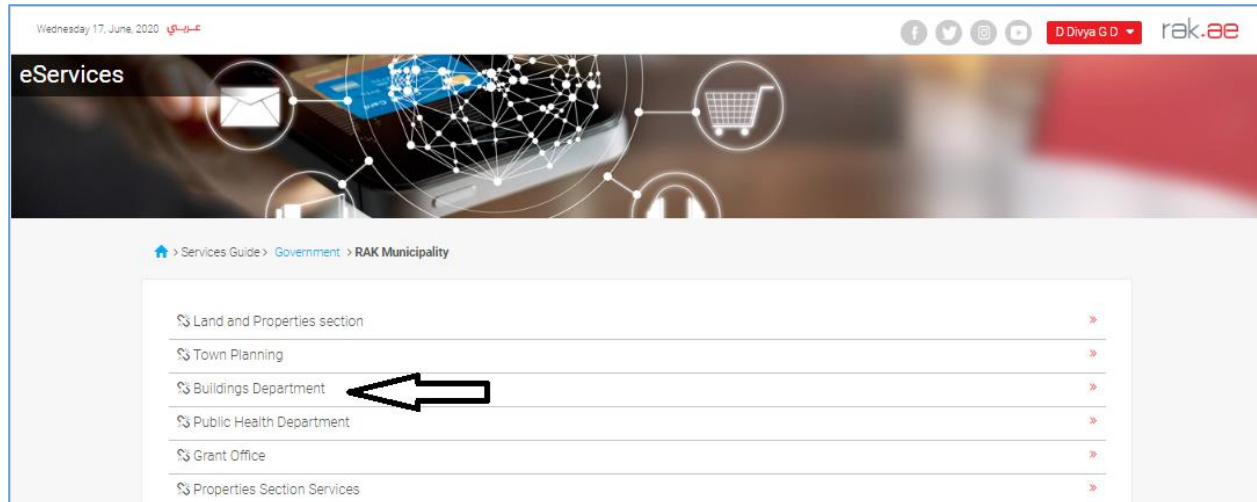 Wednesday 17, June, 2020 عـربـي
D Divya G D
rak.ae
eServices
> Services Guide > Government > RAK Municipality
Land and Properties section
Town Planning
Buildings Department
Public Health Department
Grant Office
Properties Section Services